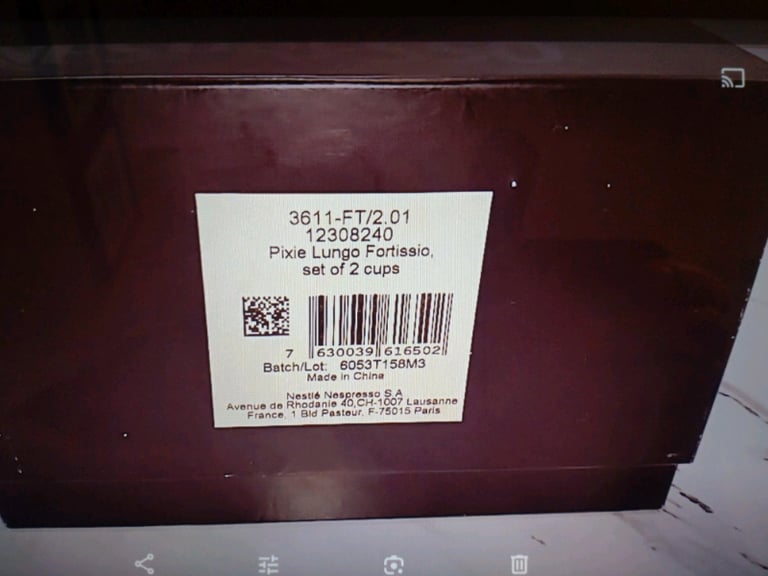 3611-FT/2.01
12308240
Pixie Lungo Fortissio,
set of 2 cups
7 630039 616502
Batch/Lot: 6053T158M3
Made in China
Nestlé Nespresso S.A
Avenue de Rhodanie 40,CH-1007 Lausanne
France, 1 Bld Pasteur, F-75015 Paris